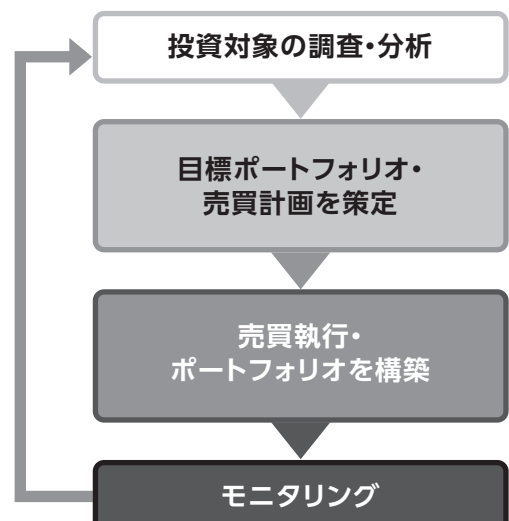 投資対象の調査・分析
目標ポートフォリオ・
売買計画を策定
売買執行・
ポートフォリオを構築
モニタリング